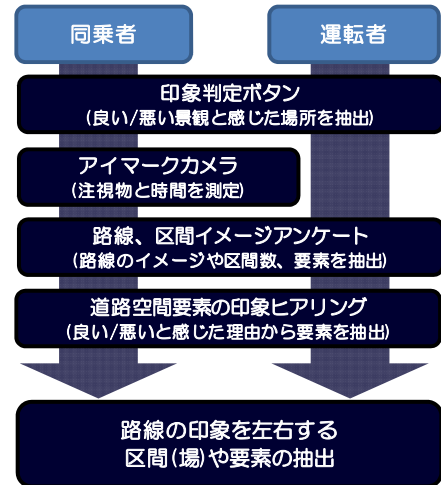 同乗者
運転者
印象判定ボタン
(良い/悪い景観と感じた場所を抽出)
アイマークカメラ
(注視物と時間を測定)
路線、区間イメージアンケート
(路線のイメージや区間数、要素を抽出)
道路空間要素の印象ヒアリング
(良い/悪いと感じた理由から要素を抽出)
路線の印象を左右する
区間(場)や要素の抽出